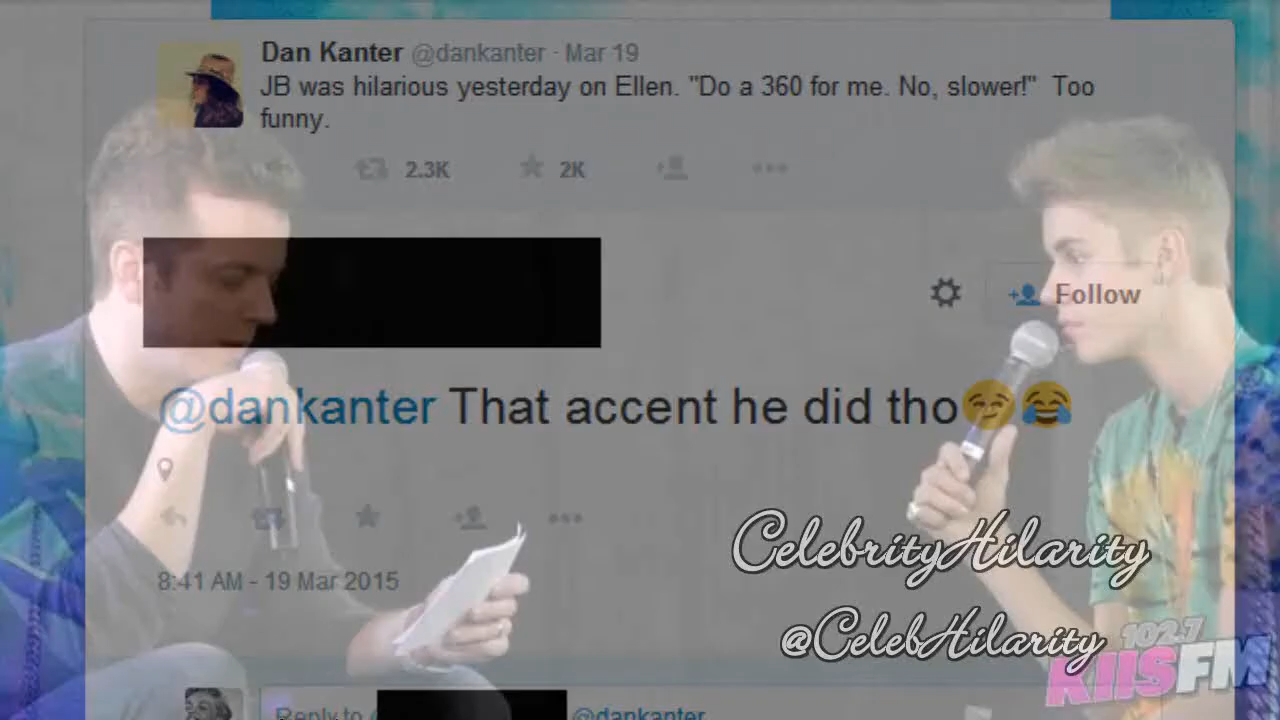 Dan Kanter @dankanter · Mar 19
JB was hilarious yesterday on Ellen. "Do a 360 for me. No, slower!" Too
funny.
2.3K 2K
Follow
@dankanter That accent he did tho😏😂
8:41 AM - 19 Mar 2015
CelebrityHilarity
@CelebHilarity
102.7
KIISFM
Reply to @dankanter